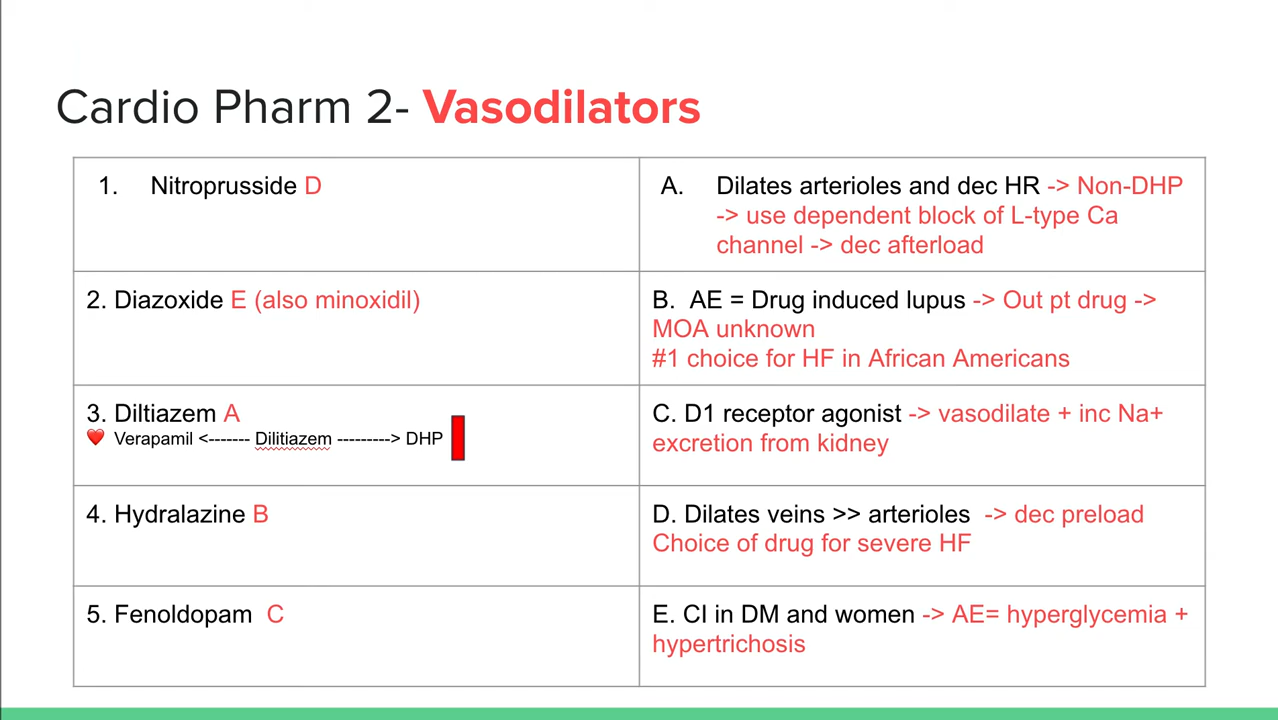 Cardio Pharm 2- Vasodilators
1. Nitroprusside D
A. Dilates arterioles and dec HR -> Non-DHP
-> use dependent block of L-type Ca
channel -> dec afterload
2. Diazoxide E (also minoxidil)
B. AE = Drug induced lupus -> Out pt drug ->
MOA unknown
#1 choice for HF in African Americans
3. Diltiazem A
❤️ Verapamil <------- Dilitiazem ---------> DHP
C. D1 receptor agonist -> vasodilate + inc Na+
excretion from kidney
4. Hydralazine B
D. Dilates veins >> arterioles -> dec preload
Choice of drug for severe HF
5. Fenoldopam C
E. CI in DM and women -> AE= hyperglycemia +
hypertrichosis